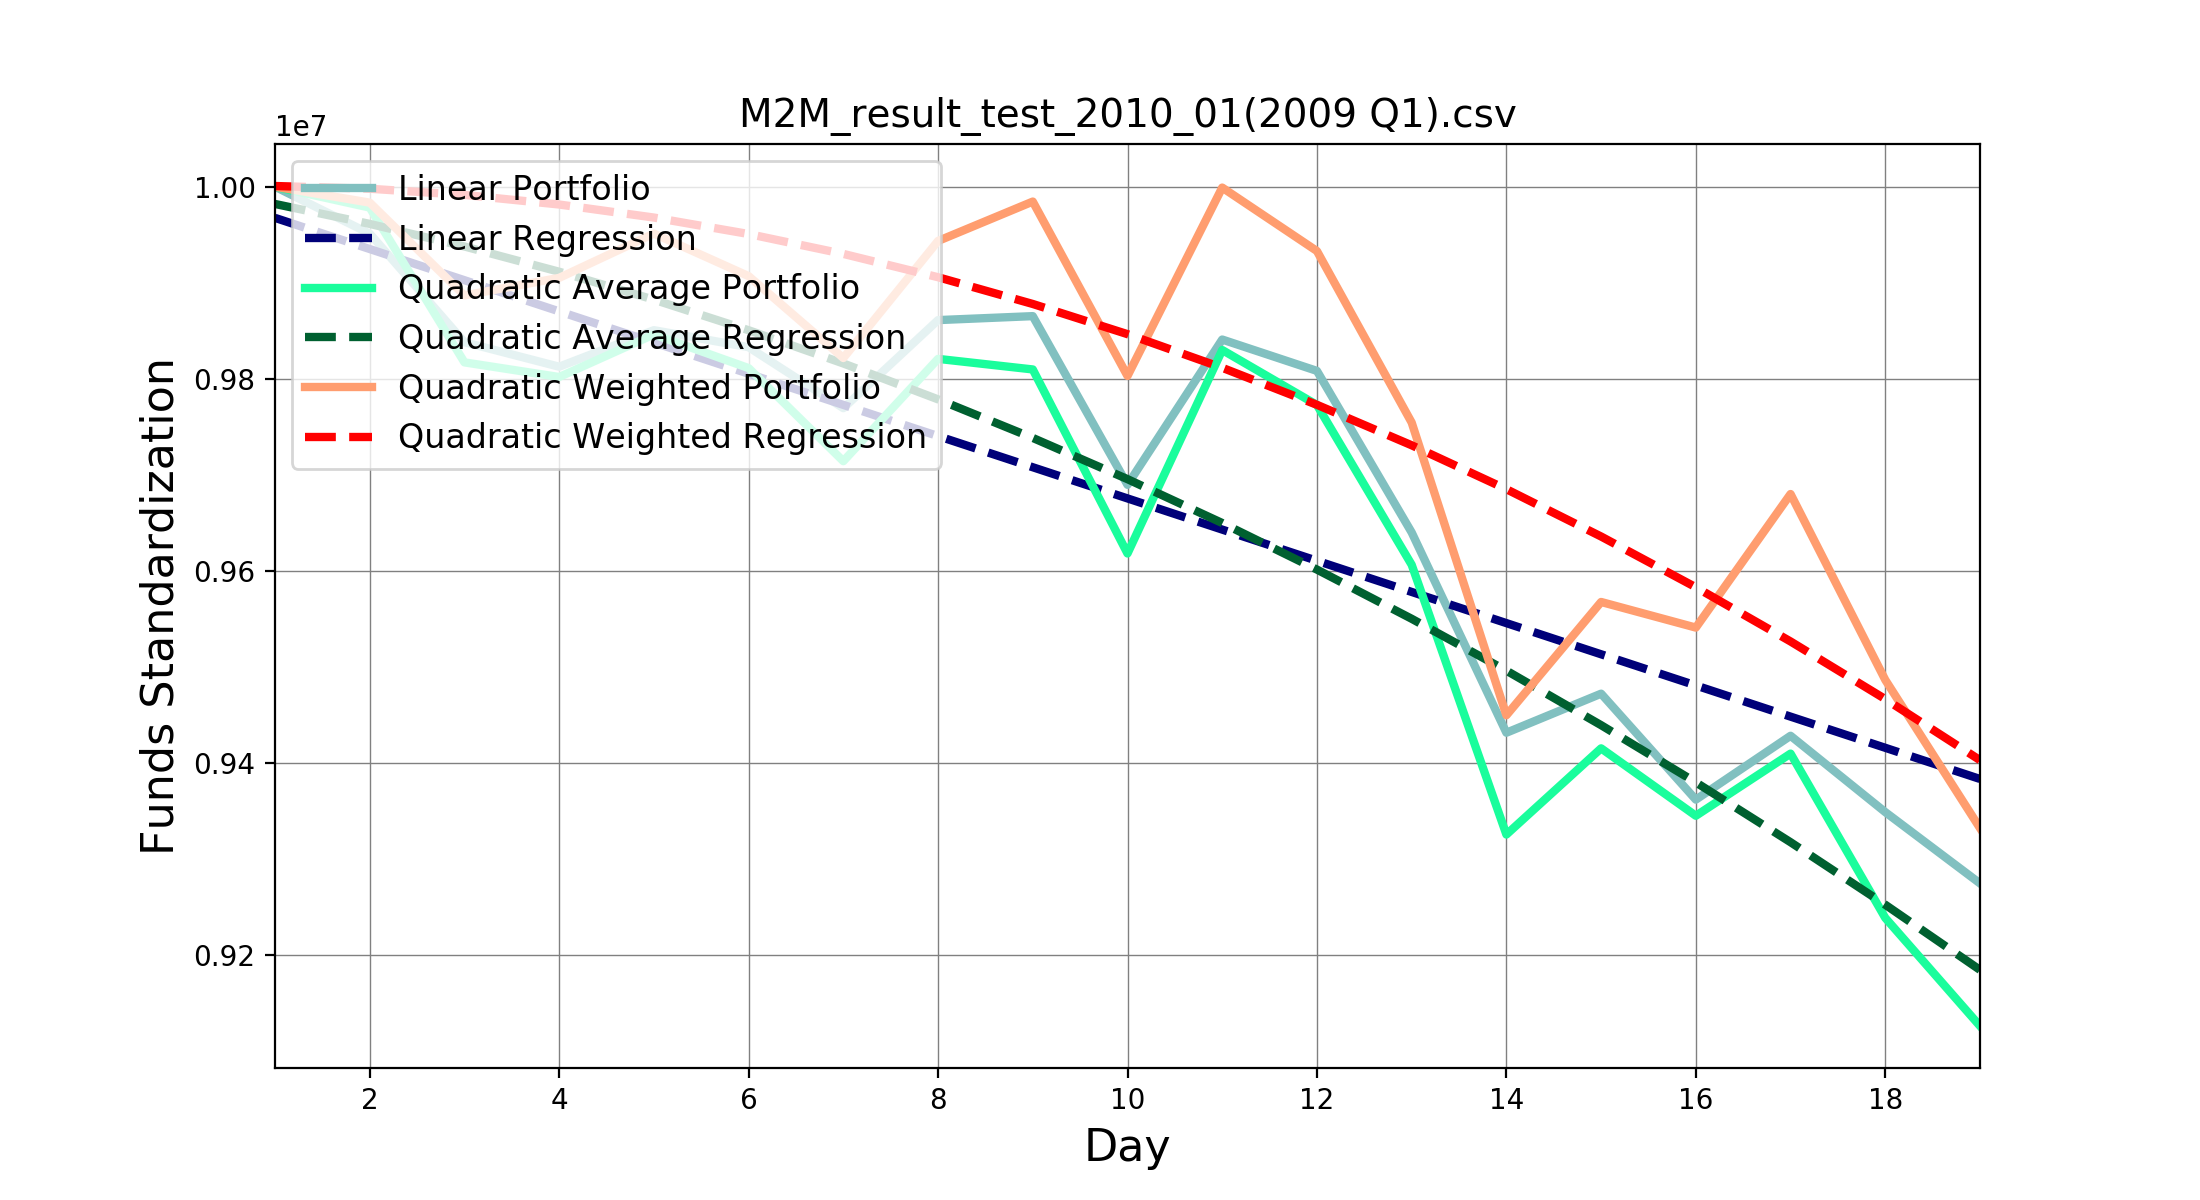 M2M_result_test_2010_01(2009 Q1).csv
1e7
Linear Portfolio
Linear Regression
Quadratic Average Portfolio
Quadratic Average Regression
Quadratic Weighted Portfolio
Quadratic Weighted Regression
Funds Standardization
1.00
0.98
0.96
0.94
0.92
2 4 6 8 10 12 14 16 18
Day